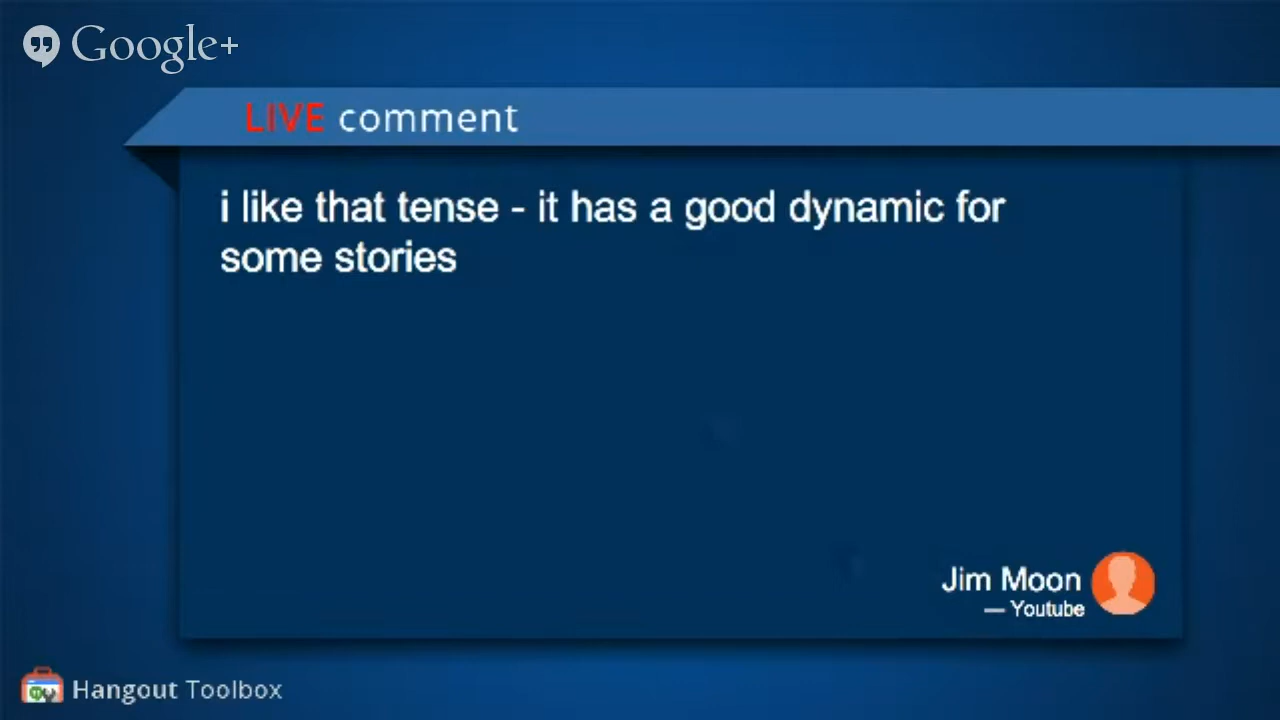 Google+
LIVE comment
i like that tense - it has a good dynamic for
some stories
Jim Moon
— Youtube
Hangout Toolbox